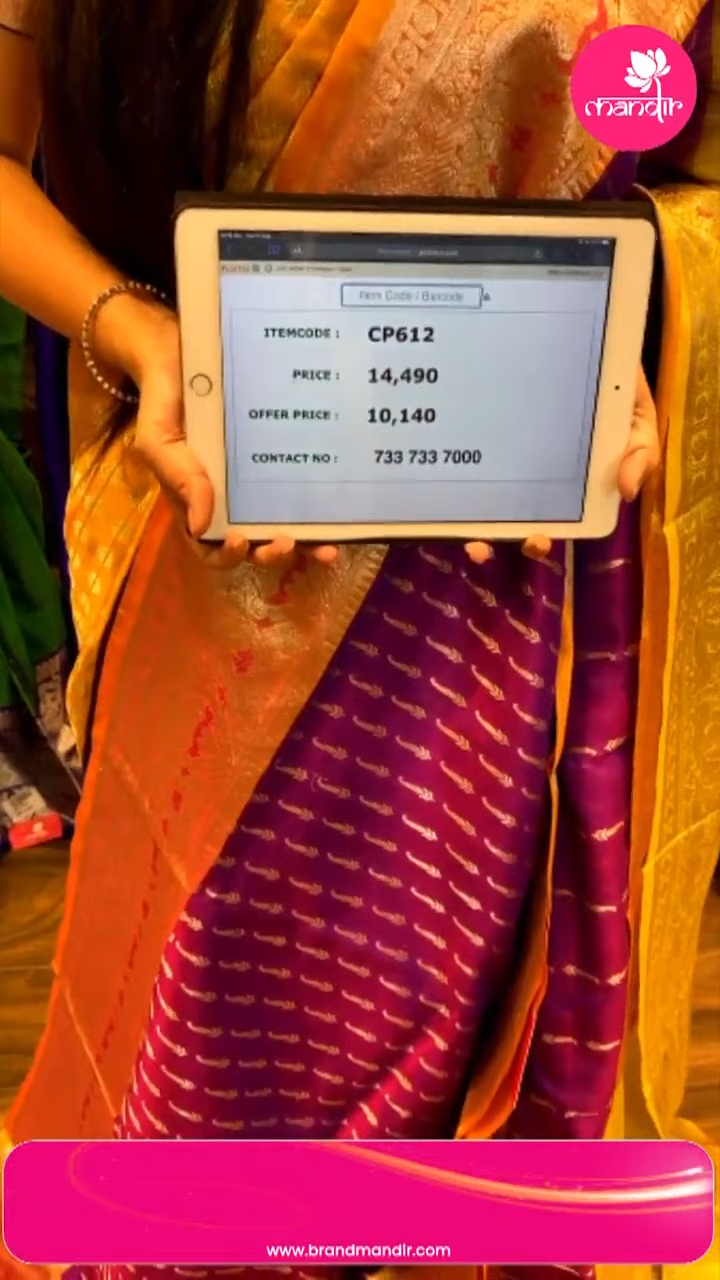 mandir
Item Code / Barcode
ITEMCODE : CP612
PRICE : 14,490
OFFER PRICE : 10,140
CONTACT NO : 733 733 7000
www.brandmandir.com